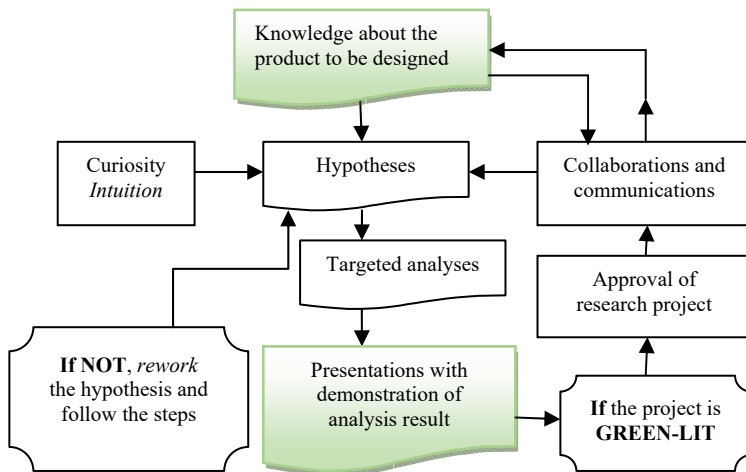 Knowledge about the
product to be designed
Curiosity
Intuition
Hypotheses
Collaborations and
communications
Targeted analyses
Approval of
research project
If NOT, rework
the hypothesis and
follow the steps
Presentations with
demonstration of
analysis result
If the project is
GREEN-LIT